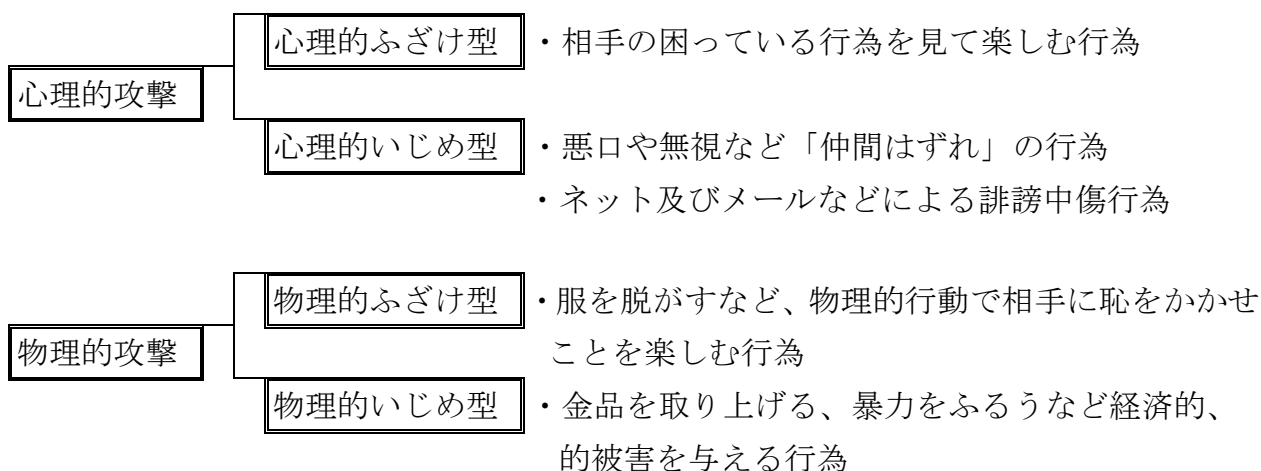 心理的ふざけ型 ・相手の困っている行為を見て楽しむ行為
心理的攻撃
心理的いじめ型 ・悪口や無視など「仲間はずれ」の行為
・ネット及びメールなどによる誹謗中傷行為
物理的ふざけ型 ・服を脱がすなど、物理的行動で相手に恥をかかせ
物理的攻撃 ことを楽しむ行為
物理的いじめ型 ・金品を取り上げる、暴力をふるうなど経済的、
的被害を与える行為